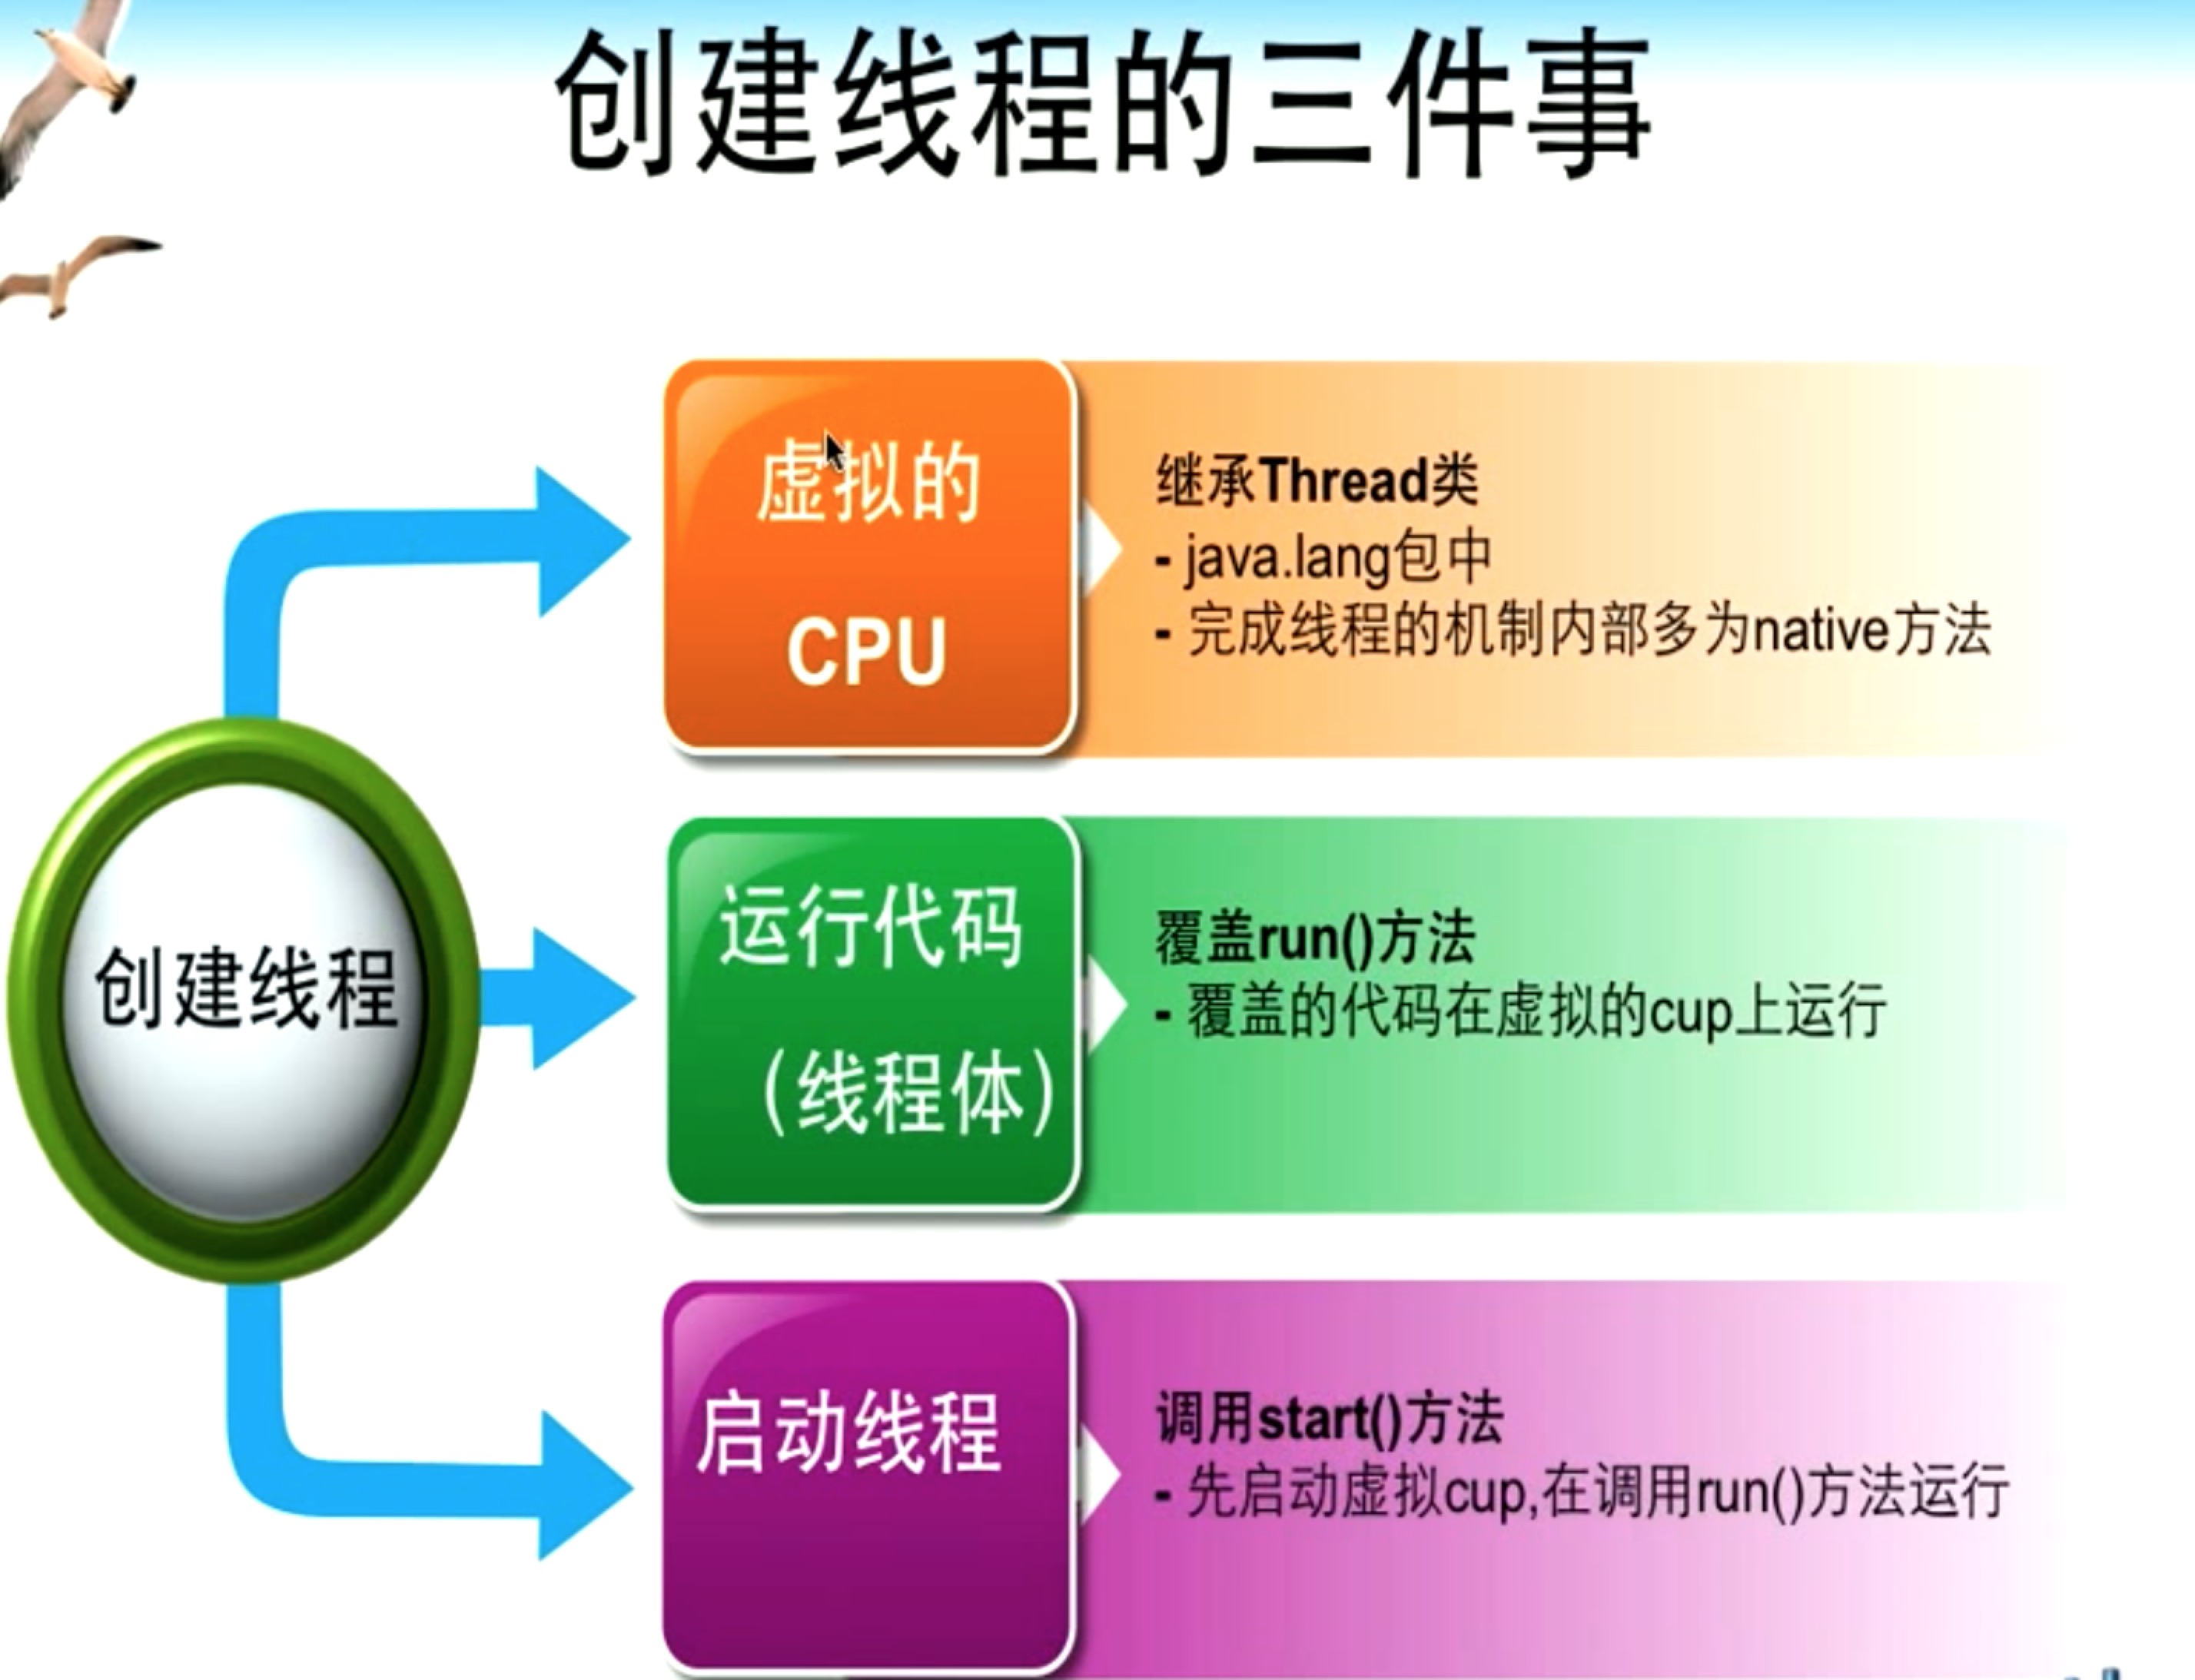 创建线程的三件事
虚拟的
CPU
继承Thread类
- java.lang包中
- 完成线程的机制内部多为native方法
创建线程
运行代码
（线程体）
覆盖run()方法
- 覆盖的代码在虚拟的cup上运行
启动线程
调用start()方法
- 先启动虚拟cup,在调用run()方法运行